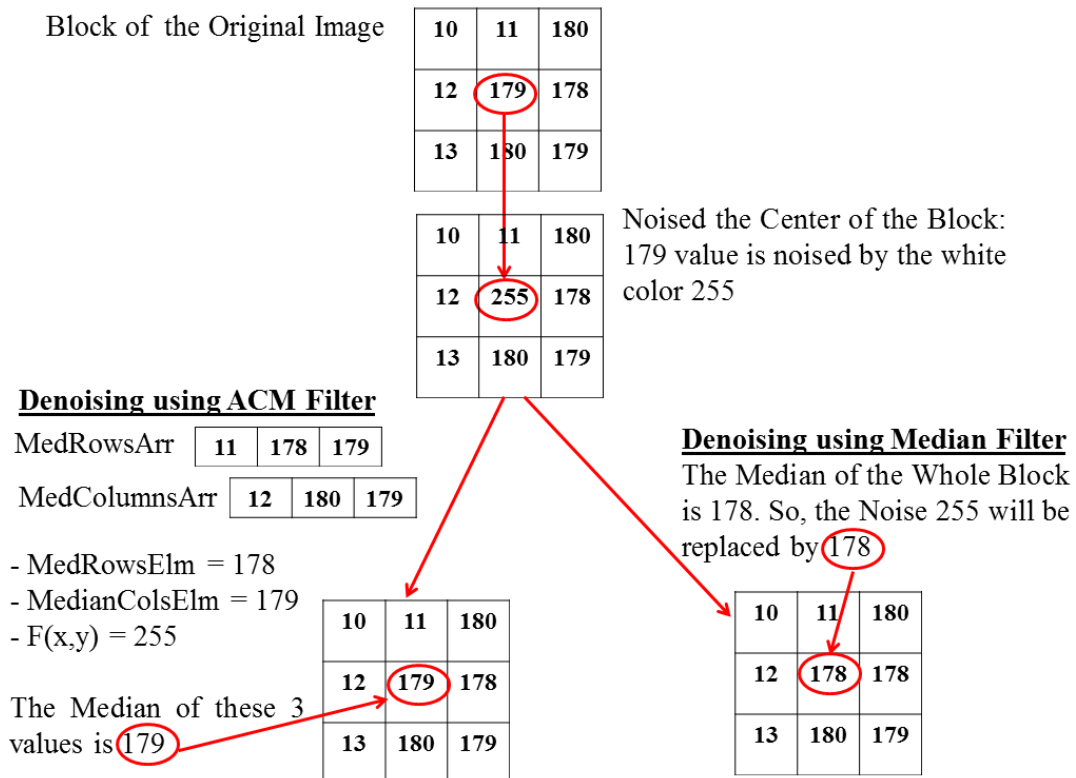 Block of the Original Image
10 11 180
12 179 178
13 180 179
10 11 180
12 255 178
13 180 179
Noised the Center of the Block:
179 value is noised by the white
color 255
Denoising using ACM Filter
MedRowsArr 11 178 179
MedColumnsArr 12 180 179
- MedRowsElm = 178
- MedianColsElm = 179
- F(x,y) = 255
The Median of these 3
values is 179
10 11 180
12 179 178
13 180 179
Denoising using Median Filter
The Median of the Whole Block
is 178. So, the Noise 255 will be
replaced by 178
10 11 180
12 178 178
13 180 179